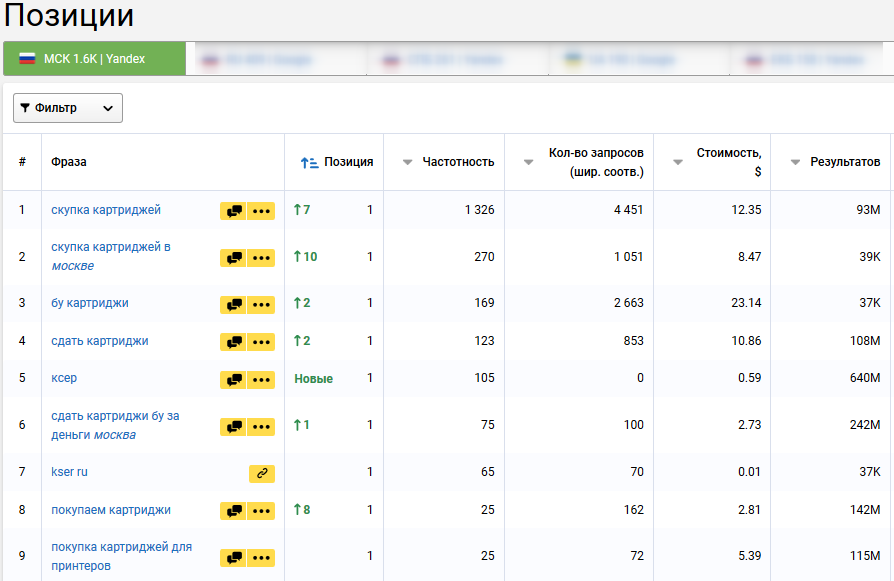 Позиции
МСК 1.6K | Yandex
Фильтр
# Фраза Позиция Частотность Кол-во запросов (шир. соотв.) Стоимость, $ Результатов
1 скупка картриджей 7 1 1 326 4 451 12.35 93M
2 скупка картриджей в москве 10 1 270 1 051 8.47 39K
3 бу картриджи 2 1 169 2 663 23.14 37K
4 сдать картриджи 2 1 123 853 10.86 108M
5 ксер Новые 1 105 0 0.59 640M
6 сдать картриджи бу за деньги москва 1 1 75 100 2.73 242M
7 kser ru 1 65 70 0.01 37K
8 покупаем картриджи 8 1 25 162 2.81 142M
9 покупка картриджей для принтеров 1 25 72 5.39 115M